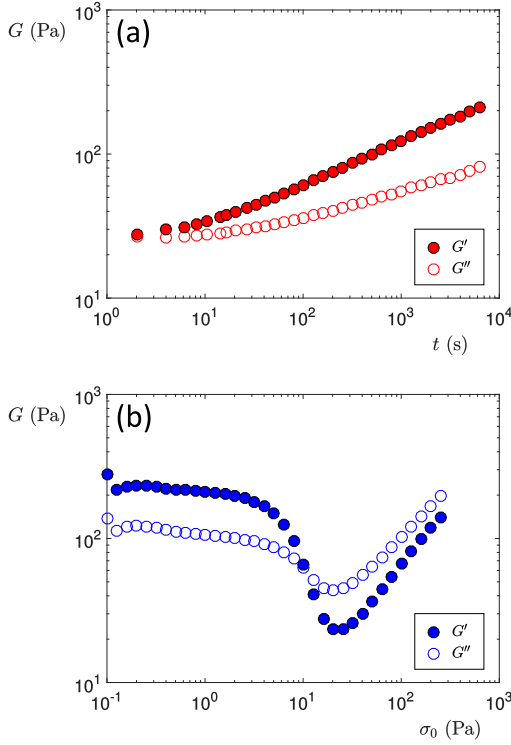 G (Pa)
(a)
10³
10²
10¹
G′
G″
10⁰ 10¹ 10² 10³ 10⁴
t (s)
G (Pa)
(b)
10³
10²
10¹
G′
G″
10⁻¹ 10⁰ 10¹ 10² 10³
σ₀ (Pa)